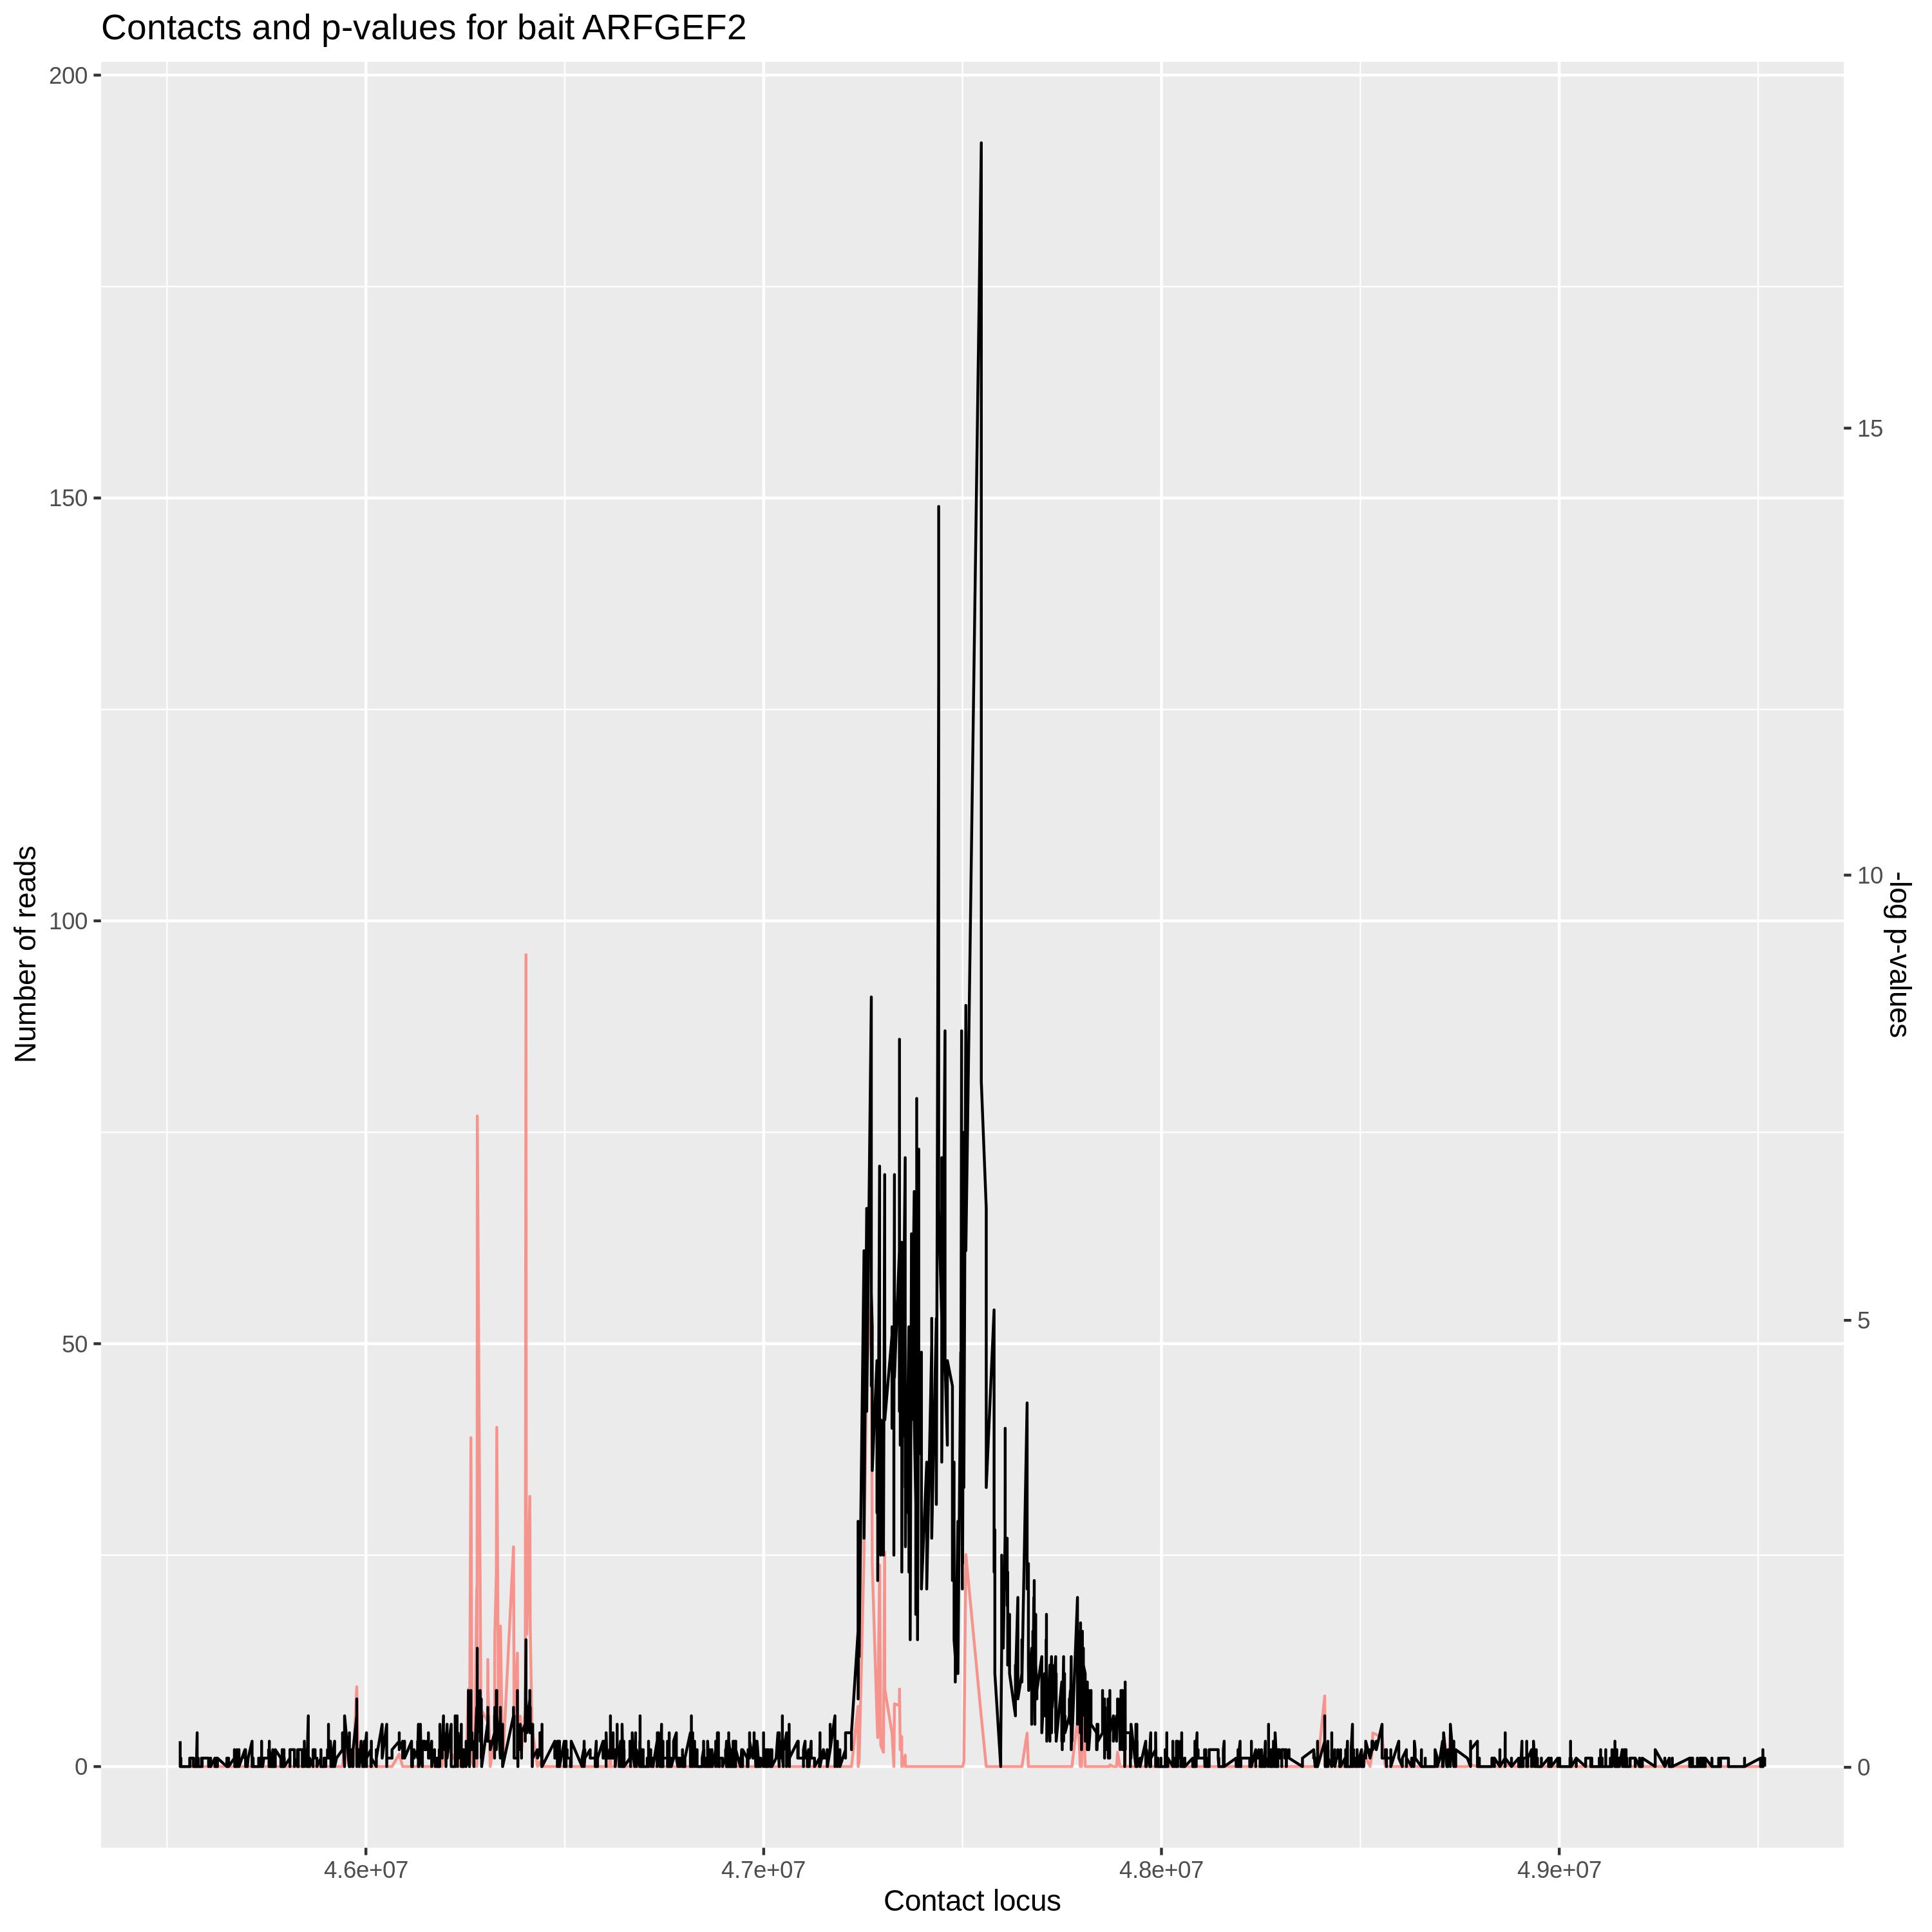 Contacts and p-values for bait ARFGEF2
200
150
100
50
0
Number of reads
15
10
5
0
-log p-values
4.6e+07
4.7e+07
4.8e+07
4.9e+07
Contact locus